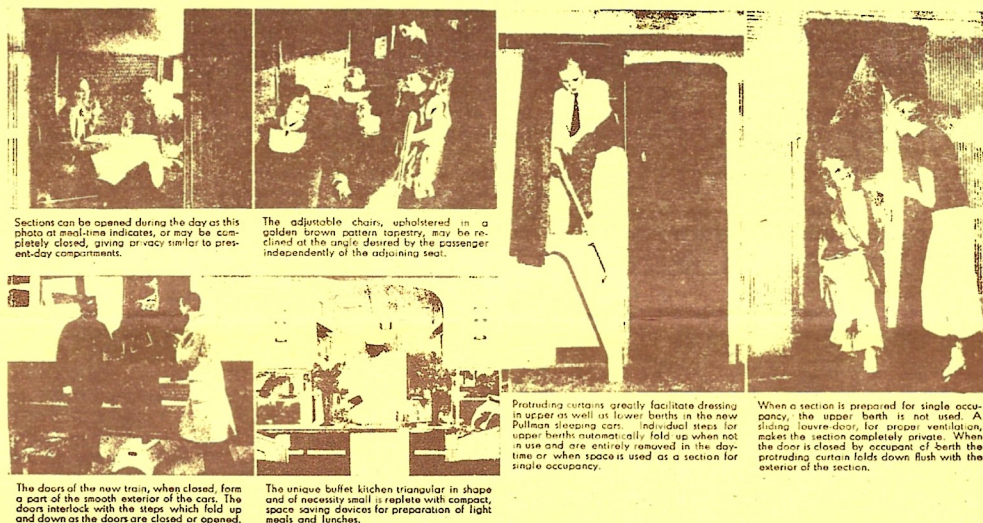 Sections can be opened during the day as this
photo at meal-time indicates, or may be com-
pletely closed, giving privacy similar to pres-
ent-day compartments.
The adjustable chairs, upholstered in a
golden brown pattern tapestry, may be re-
clined at the angle desired by the passenger
independently of the adjoining seat.
The doors of the new train, when closed, form
a part of the smooth exterior of the cars. The
doors interlock with the steps which fold up
and down as the doors are closed or opened.
The unique buffet kitchen triangular in shape
and of necessity small is replete with compact,
space saving devices for preparation of light
meals and lunches.
Protruding curtains greatly facilitate dressing
in upper as well as lower berths in the new
Pullman sleeping cars. Individual steps for
upper berths automatically fold up when not
in use and are entirely removed in the day-
time or when space is used as a section for
single occupancy.
When a section is prepared for single occu-
pancy, the upper berth is not used. A
sliding louvre-door, for proper ventilation,
makes the section completely private. When
the door is closed by occupant of berth the
protruding curtain folds down flush with the
exterior of the section.